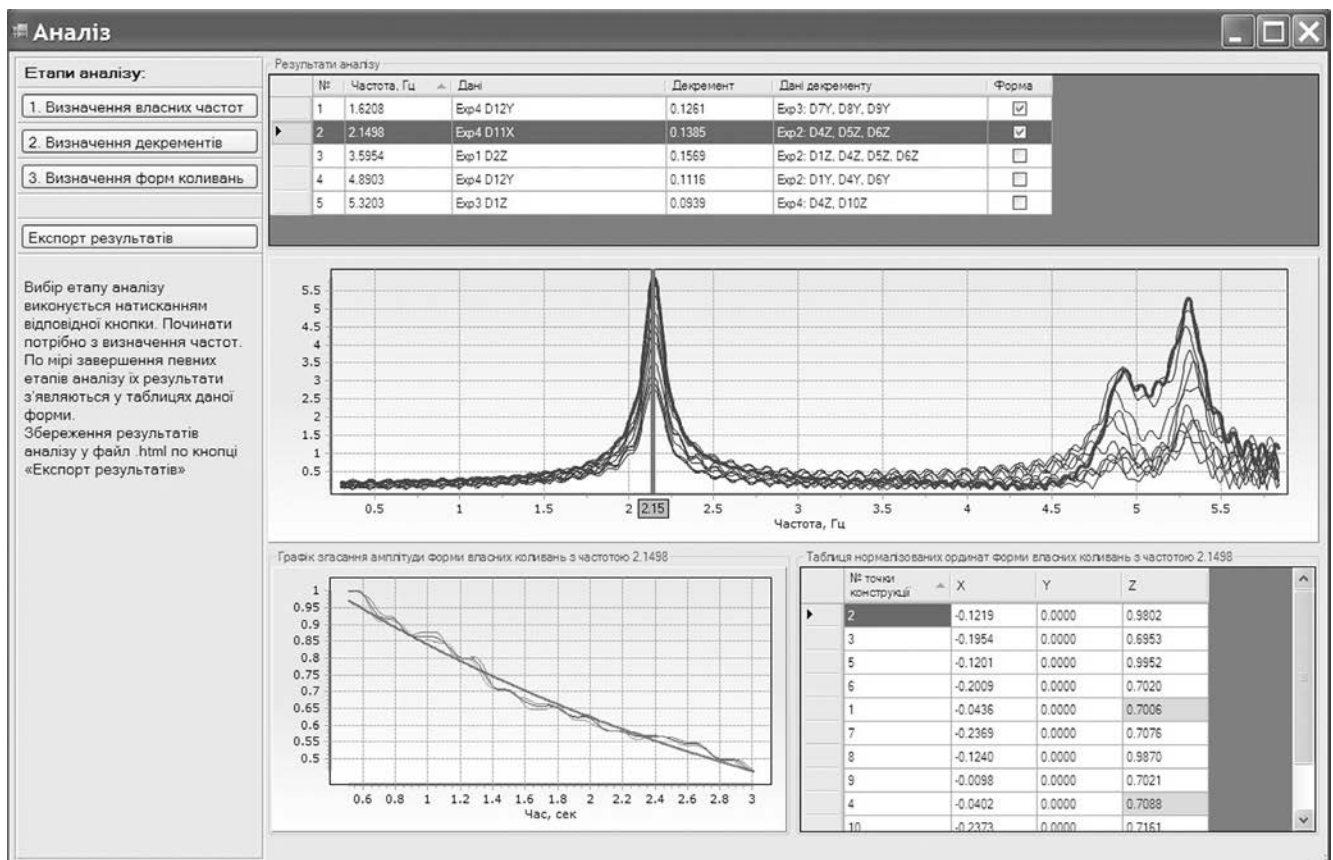 Аналіз
Етапи аналізу:
1. Визначення власних частот
2. Визначення декрементів
3. Визначення форм коливань
Експорт результатів
Вибір етапу аналізу
виконується натисканням
відповідної кнопки. Починати
потрібно з визначення частот.
По мірі завершення певних
етапів аналізу їх результати
з'являються у таблицях даної
форми.
Збереження результатів
аналізу у файл .html по кнопці
«Експорт результатів»
Результати аналізу
№ Частота, Гц Дані Декремент Дані декременту Форма
1 1.6208 Exp4 D12Y 0.1261 Exp3: D7Y, D8Y, D9Y
2 2.1498 Exp4 D11X 0.1385 Exp2: D4Z, D5Z, D6Z
3 3.5954 Exp1 D2Z 0.1569 Exp2: D1Z, D4Z, D5Z, D6Z
4 4.8903 Exp4 D12Y 0.1116 Exp2: D1Y, D4Y, D6Y
5 5.3203 Exp3 D1Z 0.0939 Exp4: D4Z, D10Z
5.5
5
4.5
4
3.5
3
2.5
2
1.5
1
0.5
0.5 1 1.5 2 2.15 2.5 3 3.5 4 4.5 5 5.5
Частота, Гц
Графік згасання амплітуди форми власних коливань з частотою 2.1498
1
0.95
0.9
0.85
0.8
0.75
0.7
0.65
0.6
0.55
0.5
0.6 0.8 1 1.2 1.4 1.6 1.8 2 2.2 2.4 2.6 2.8 3
Час, сек
Таблиця нормалізованих ординат форми власних коливань з частотою 2.1498
№ точки
конструкції X Y Z
2 -0.1219 0.0000 0.9802
3 -0.1954 0.0000 0.6953
5 -0.1201 0.0000 0.9952
6 -0.2009 0.0000 0.7020
1 -0.0436 0.0000 0.7006
7 -0.2369 0.0000 0.7076
8 -0.1240 0.0000 0.9870
9 -0.0098 0.0000 0.7021
4 -0.0402 0.0000 0.7088
10 -0.2373 0.0000 0.7161